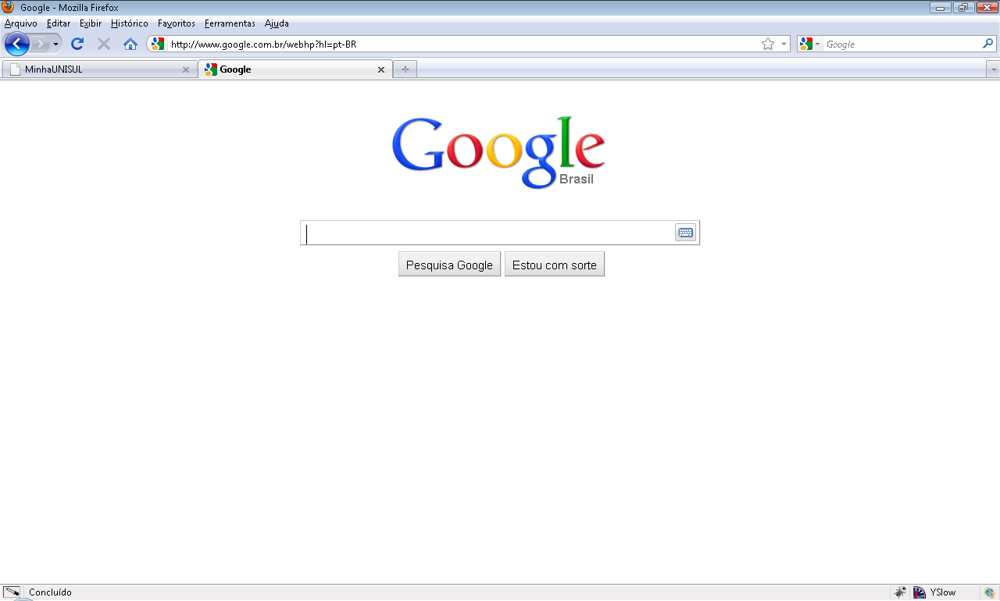 Google - Mozilla Firefox
Arquivo Editar Exibir Histórico Favoritos Ferramentas Ajuda
http://www.google.com.br/webhp?hl=pt-BR Google
MinhaUNISUL Google
Google
Brasil
Pesquisa Google Estou com sorte
Concluído YSlow